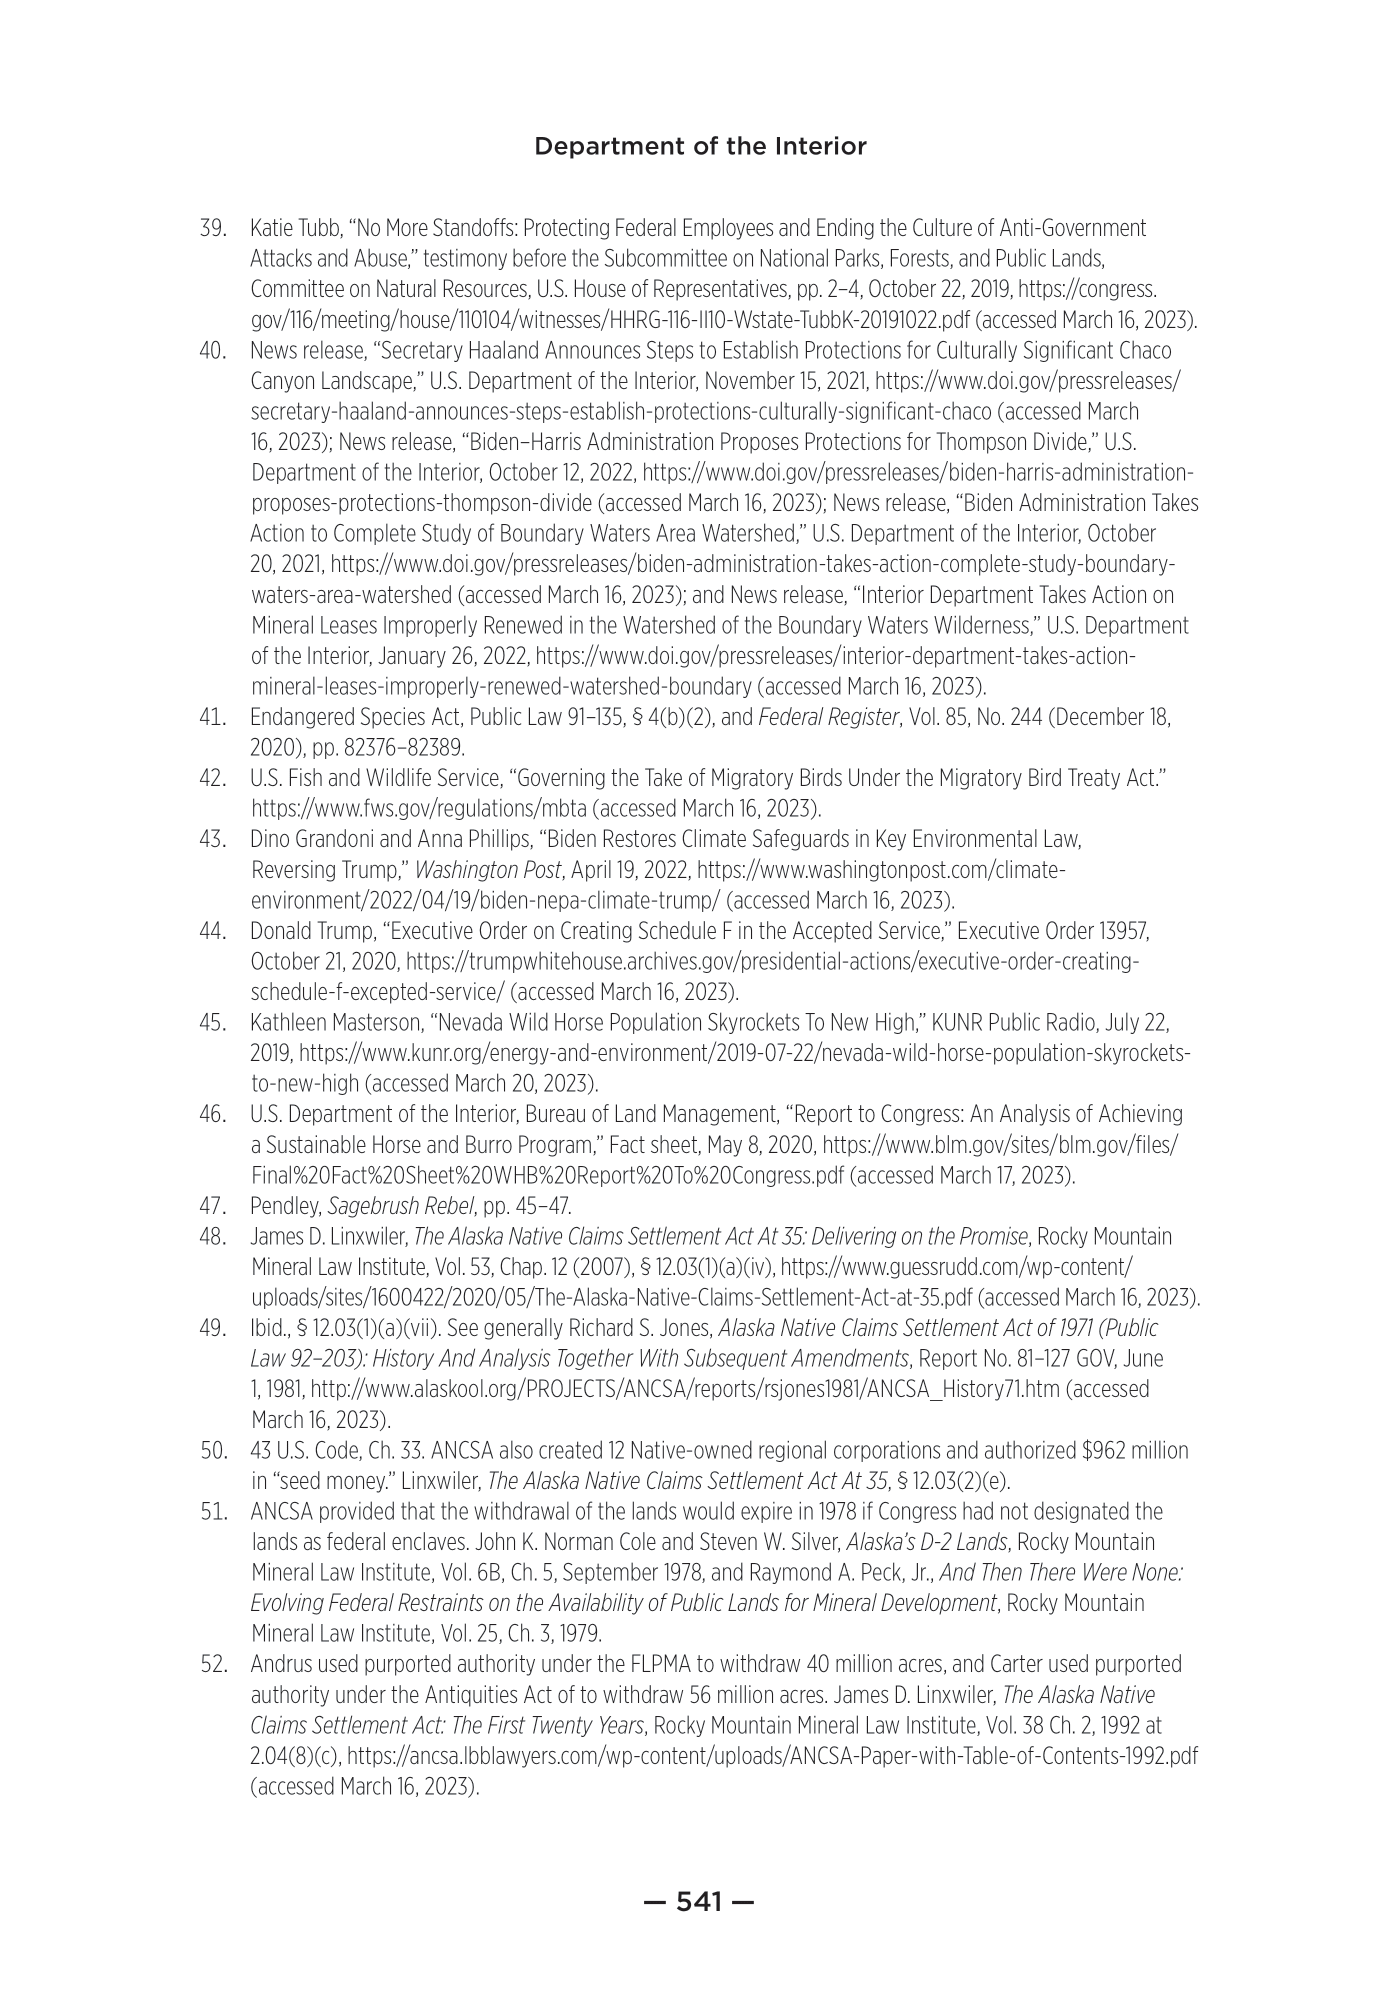 Department of the Interior
39. Katie Tubb, “No More Standoffs: Protecting Federal Employees and Ending the Culture of Anti-Government
Attacks and Abuse,” testimony before the Subcommittee on National Parks, Forests, and Public Lands,
Committee on Natural Resources, U.S. House of Representatives, pp. 2–4, October 22, 2019, https://congress.
gov/116/meeting/house/110104/witnesses/HHRG-116-II10-Wstate-TubbK-20191022.pdf (accessed March 16, 2023).
40. News release, “Secretary Haaland Announces Steps to Establish Protections for Culturally Significant Chaco
Canyon Landscape,” U.S. Department of the Interior, November 15, 2021, https://www.doi.gov/pressreleases/
secretary-haaland-announces-steps-establish-protections-culturally-significant-chaco (accessed March
16, 2023); News release, “Biden–Harris Administration Proposes Protections for Thompson Divide,” U.S.
Department of the Interior, October 12, 2022, https://www.doi.gov/pressreleases/biden-harris-administration-
proposes-protections-thompson-divide (accessed March 16, 2023); News release, “Biden Administration Takes
Action to Complete Study of Boundary Waters Area Watershed,” U.S. Department of the Interior, October
20, 2021, https://www.doi.gov/pressreleases/biden-administration-takes-action-complete-study-boundary-
waters-area-watershed (accessed March 16, 2023); and News release, “Interior Department Takes Action on
Mineral Leases Improperly Renewed in the Watershed of the Boundary Waters Wilderness,” U.S. Department
of the Interior, January 26, 2022, https://www.doi.gov/pressreleases/interior-department-takes-action-
mineral-leases-improperly-renewed-watershed-boundary (accessed March 16, 2023).
41. Endangered Species Act, Public Law 91–135, § 4(b)(2), and Federal Register, Vol. 85, No. 244 (December 18,
2020), pp. 82376–82389.
42. U.S. Fish and Wildlife Service, “Governing the Take of Migratory Birds Under the Migratory Bird Treaty Act.”
https://www.fws.gov/regulations/mbta (accessed March 16, 2023).
43. Dino Grandoni and Anna Phillips, “Biden Restores Climate Safeguards in Key Environmental Law,
Reversing Trump,” Washington Post, April 19, 2022, https://www.washingtonpost.com/climate-
environment/2022/04/19/biden-nepa-climate-trump/ (accessed March 16, 2023).
44. Donald Trump, “Executive Order on Creating Schedule F in the Accepted Service,” Executive Order 13957,
October 21, 2020, https://trumpwhitehouse.archives.gov/presidential-actions/executive-order-creating-
schedule-f-excepted-service/ (accessed March 16, 2023).
45. Kathleen Masterson, “Nevada Wild Horse Population Skyrockets To New High,” KUNR Public Radio, July 22,
2019, https://www.kunr.org/energy-and-environment/2019-07-22/nevada-wild-horse-population-skyrockets-
to-new-high (accessed March 20, 2023).
46. U.S. Department of the Interior, Bureau of Land Management, “Report to Congress: An Analysis of Achieving
a Sustainable Horse and Burro Program,” Fact sheet, May 8, 2020, https://www.blm.gov/sites/blm.gov/files/
Final%20Fact%20Sheet%20WHB%20Report%20To%20Congress.pdf (accessed March 17, 2023).
47. Pendley, Sagebrush Rebel, pp. 45–47.
48. James D. Linxwiler, The Alaska Native Claims Settlement Act At 35: Delivering on the Promise, Rocky Mountain
Mineral Law Institute, Vol. 53, Chap. 12 (2007), § 12.03(1)(a)(iv), https://www.guessrudd.com/wp-content/
uploads/sites/1600422/2020/05/The-Alaska-Native-Claims-Settlement-Act-at-35.pdf (accessed March 16, 2023).
49. Ibid., § 12.03(1)(a)(vii). See generally Richard S. Jones, Alaska Native Claims Settlement Act of 1971 (Public
Law 92–203): History And Analysis Together With Subsequent Amendments, Report No. 81–127 GOV, June
1, 1981, http://www.alaskool.org/PROJECTS/ANCSA/reports/rsjones1981/ANCSA_History71.htm (accessed
March 16, 2023).
50. 43 U.S. Code, Ch. 33. ANCSA also created 12 Native-owned regional corporations and authorized $962 million
in “seed money.” Linxwiler, The Alaska Native Claims Settlement Act At 35, § 12.03(2)(e).
51. ANCSA provided that the withdrawal of the lands would expire in 1978 if Congress had not designated the
lands as federal enclaves. John K. Norman Cole and Steven W. Silver, Alaska’s D-2 Lands, Rocky Mountain
Mineral Law Institute, Vol. 6B, Ch. 5, September 1978, and Raymond A. Peck, Jr., And Then There Were None:
Evolving Federal Restraints on the Availability of Public Lands for Mineral Development, Rocky Mountain
Mineral Law Institute, Vol. 25, Ch. 3, 1979.
52. Andrus used purported authority under the FLPMA to withdraw 40 million acres, and Carter used purported
authority under the Antiquities Act of to withdraw 56 million acres. James D. Linxwiler, The Alaska Native
Claims Settlement Act: The First Twenty Years, Rocky Mountain Mineral Law Institute, Vol. 38 Ch. 2, 1992 at
2.04(8)(c), https://ancsa.lbblawyers.com/wp-content/uploads/ANCSA-Paper-with-Table-of-Contents-1992.pdf
(accessed March 16, 2023).
— 541 —